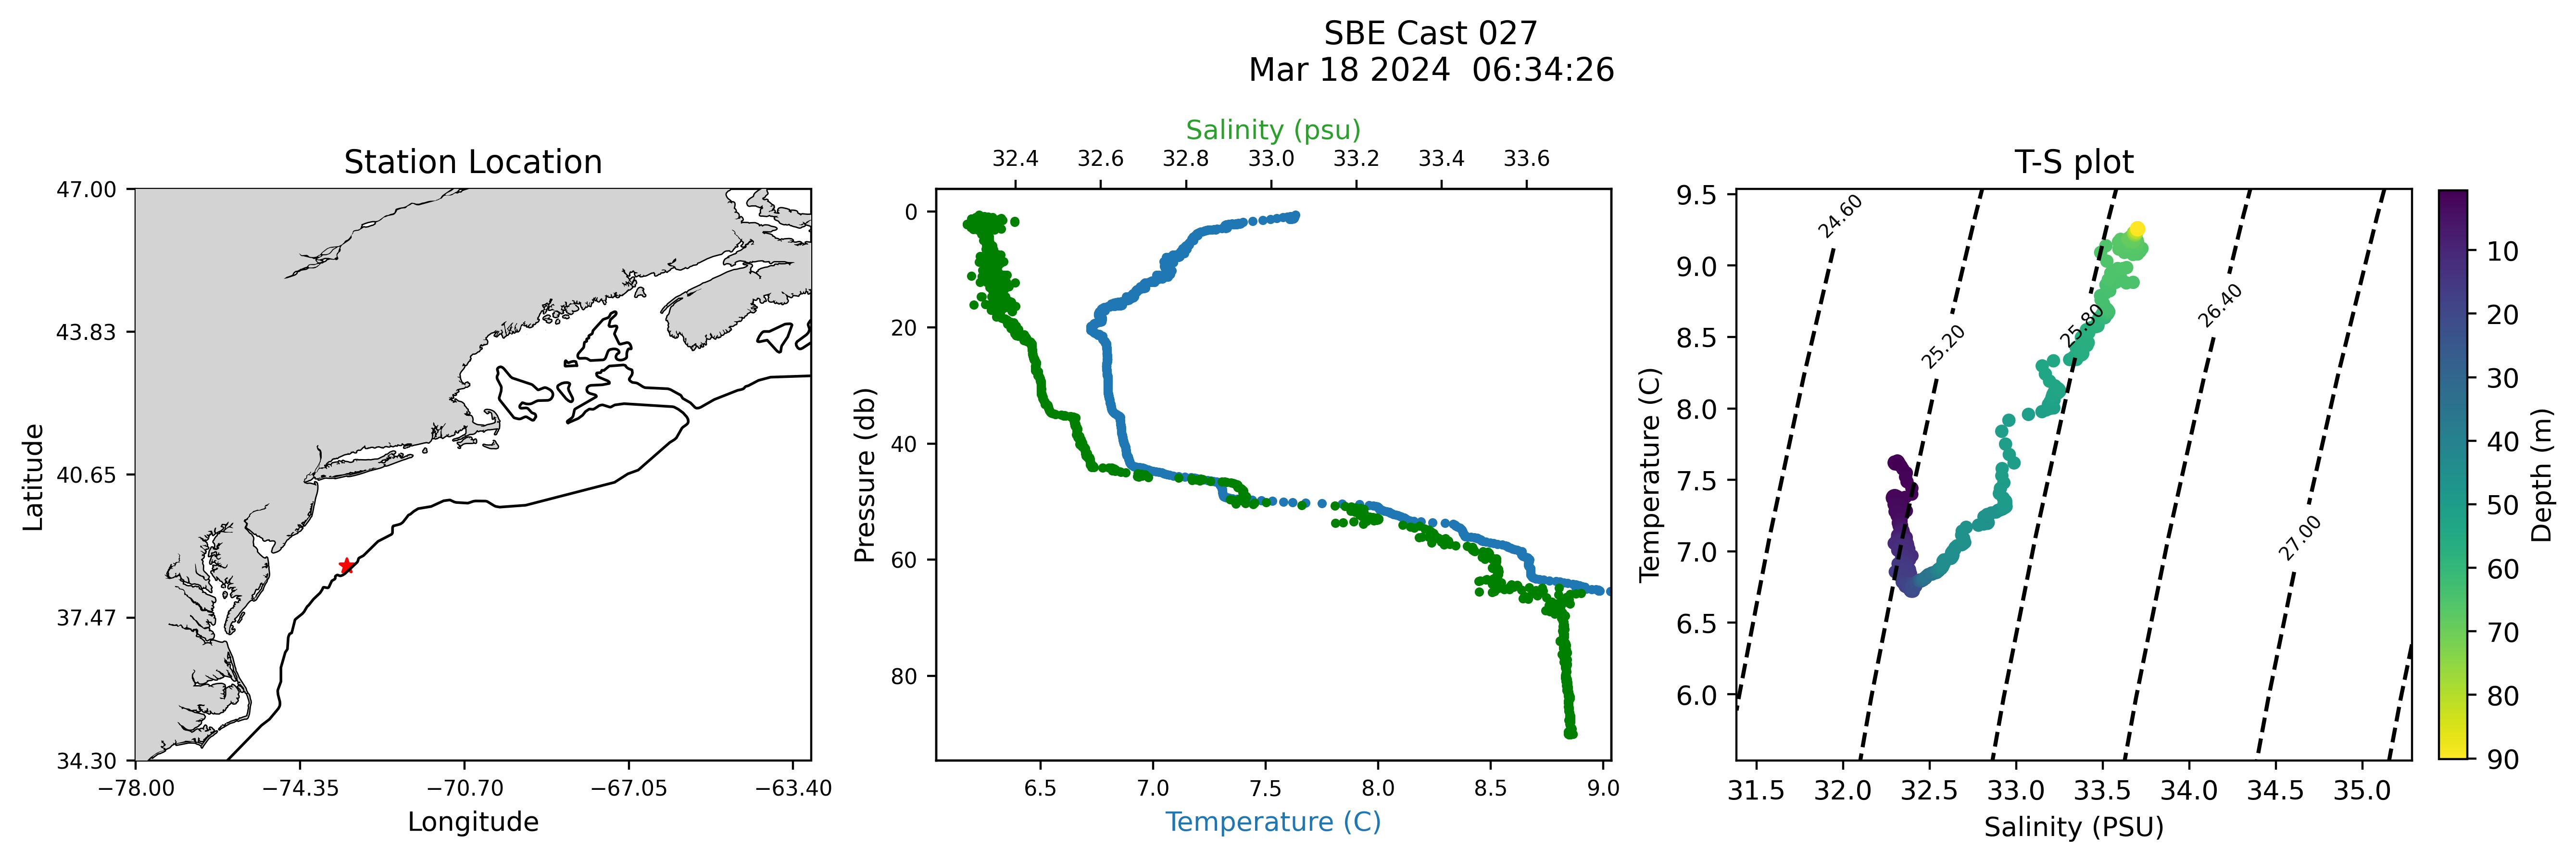 SBE Cast 027
Mar 18 2024  06:34:26
Station Location
47.00
43.83
40.65
37.47
34.30
Latitude
−78.00 −74.35 −70.70 −67.05 −63.40
Longitude
Salinity (psu)
32.4 32.6 32.8 33.0 33.2 33.4 33.6
0
20
40
60
80
Pressure (db)
6.5 7.0 7.5 8.0 8.5 9.0
Temperature (C)
T-S plot
9.5
9.0
8.5
8.0
7.5
7.0
6.5
6.0
Temperature (C)
24.60
25.20
25.80
26.40
27.00
31.5 32.0 32.5 33.0 33.5 34.0 34.5 35.0
Salinity (PSU)
10
20
30
40
50
60
70
80
90
Depth (m)